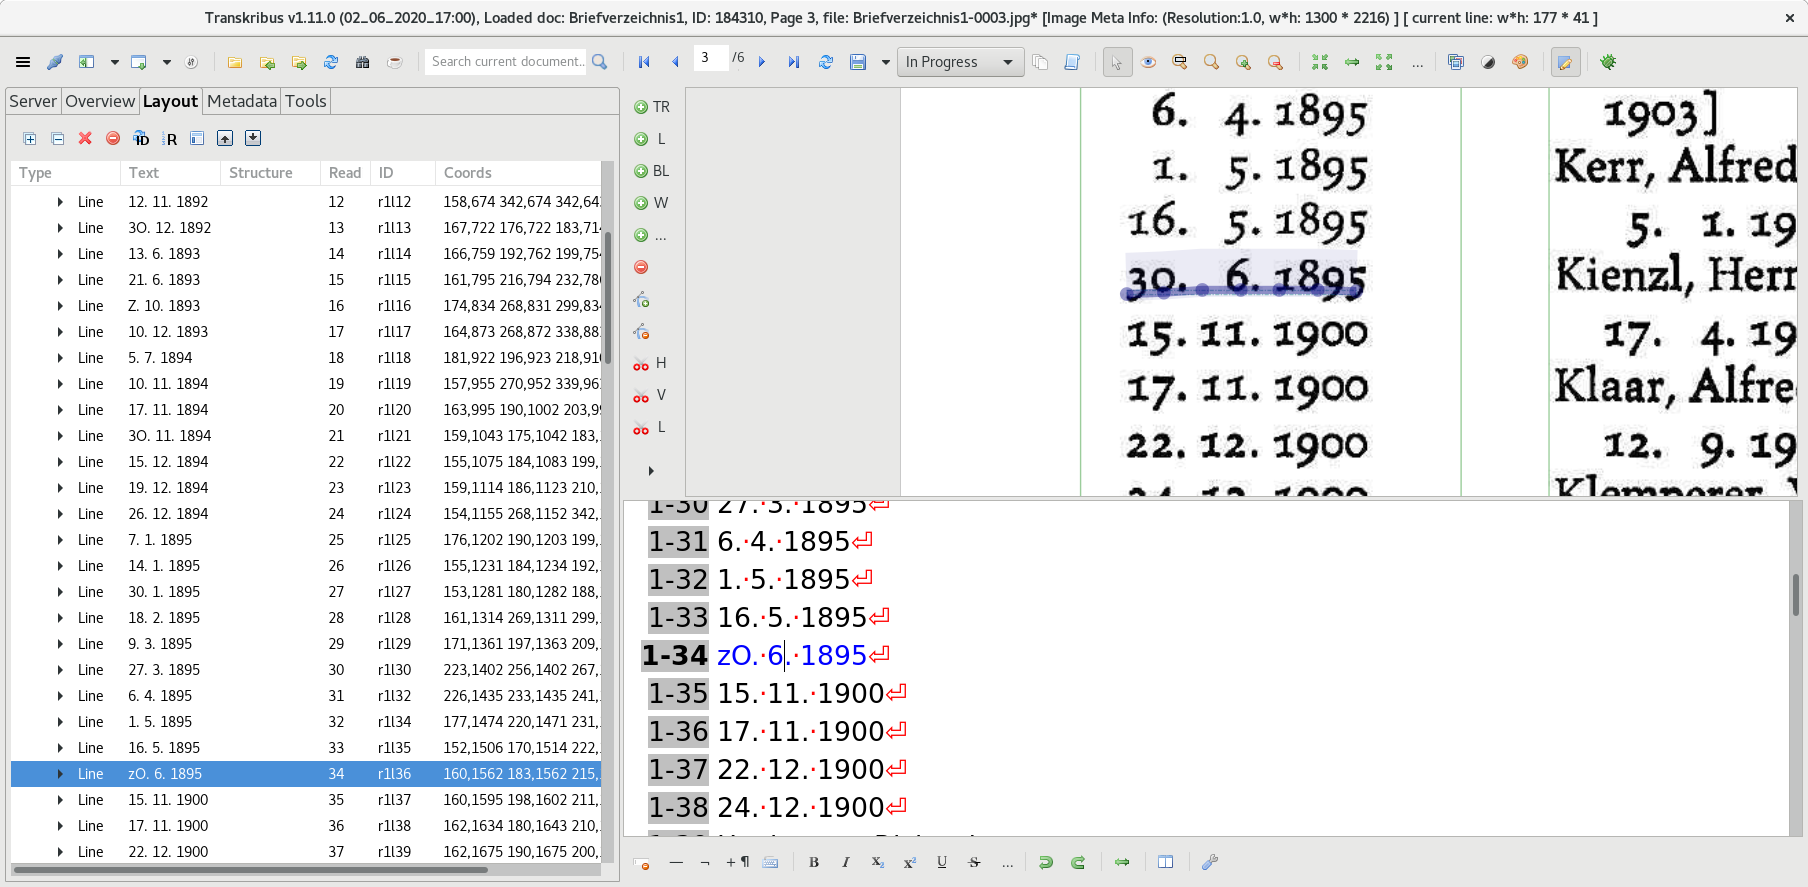 Transkribus v1.11.0 (02_06_2020_17:00), Loaded doc: Briefverzeichnis1, ID: 184310, Page 3, file: Briefverzeichnis1-0003.jpg* [Image Meta Info: (Resolution:1.0, w*h: 1300 * 2216) ] [ current line: w*h: 177 * 41 ]
Search current document...
3 /6
In Progress
Server Overview Layout Metadata Tools
ID R
Type Text Structure Read ID Coords
Line 12. 11. 1892 12 r1l12 158,674 342,674 342,64
Line 3O. 12. 1892 13 r1l13 167,722 176,722 183,714
Line 13. 6. 1893 14 r1l14 166,759 192,762 199,754
Line 21. 6. 1893 15 r1l15 161,795 216,794 232,786
Line Z. 10. 1893 16 r1l16 174,834 268,831 299,834
Line 10. 12. 1893 17 r1l17 164,873 268,872 338,88
Line 5. 7. 1894 18 r1l18 181,922 196,923 218,910
Line 10. 11. 1894 19 r1l19 157,955 270,952 339,96
Line 17. 11. 1894 20 r1l20 163,995 190,1002 203,99
Line 3O. 11. 1894 21 r1l21 159,1043 175,1042 183,
Line 15. 12. 1894 22 r1l22 155,1075 184,1083 199,
Line 19. 12. 1894 23 r1l23 159,1114 186,1123 210,
Line 26. 12. 1894 24 r1l24 154,1155 268,1152 342,
Line 7. 1. 1895 25 r1l25 176,1202 190,1203 199,
Line 14. 1. 1895 26 r1l26 155,1231 184,1234 192,
Line 30. 1. 1895 27 r1l27 153,1281 180,1282 188,
Line 18. 2. 1895 28 r1l28 161,1314 269,1311 299,
Line 9. 3. 1895 29 r1l29 171,1361 197,1363 209,
Line 27. 3. 1895 30 r1l30 223,1402 256,1402 267,
Line 6. 4. 1895 31 r1l32 226,1435 233,1435 241,
Line 1. 5. 1895 32 r1l34 177,1474 220,1471 231,
Line 16. 5. 1895 33 r1l35 152,1506 170,1514 222,
Line zO. 6. 1895 34 r1l36 160,1562 183,1562 215,
Line 15. 11. 1900 35 r1l37 160,1595 198,1602 211,
Line 17. 11. 1900 36 r1l38 162,1634 180,1643 210,
Line 22. 12. 1900 37 r1l39 162,1675 190,1675 200,
TR
L
BL
W
...
H
V
L
6. 4. 1895
1. 5. 1895
16. 5. 1895
30. 6. 1895
15. 11. 1900
17. 11. 1900
22. 12. 1900
24. 12. 1900
1903]
Kerr, Alfred
5. 1. 19
Kienzl, Herr
17. 4. 19
Klaar, Alfre
12. 9. 19
Klemperer,
1-30 27. 3. 1895
1-31 6. 4. 1895
1-32 1. 5. 1895
1-33 16. 5. 1895
1-34 zO. 6. 1895
1-35 15. 11. 1900
1-36 17. 11. 1900
1-37 22. 12. 1900
1-38 24. 12. 1900
B I X2 x2 U S ...